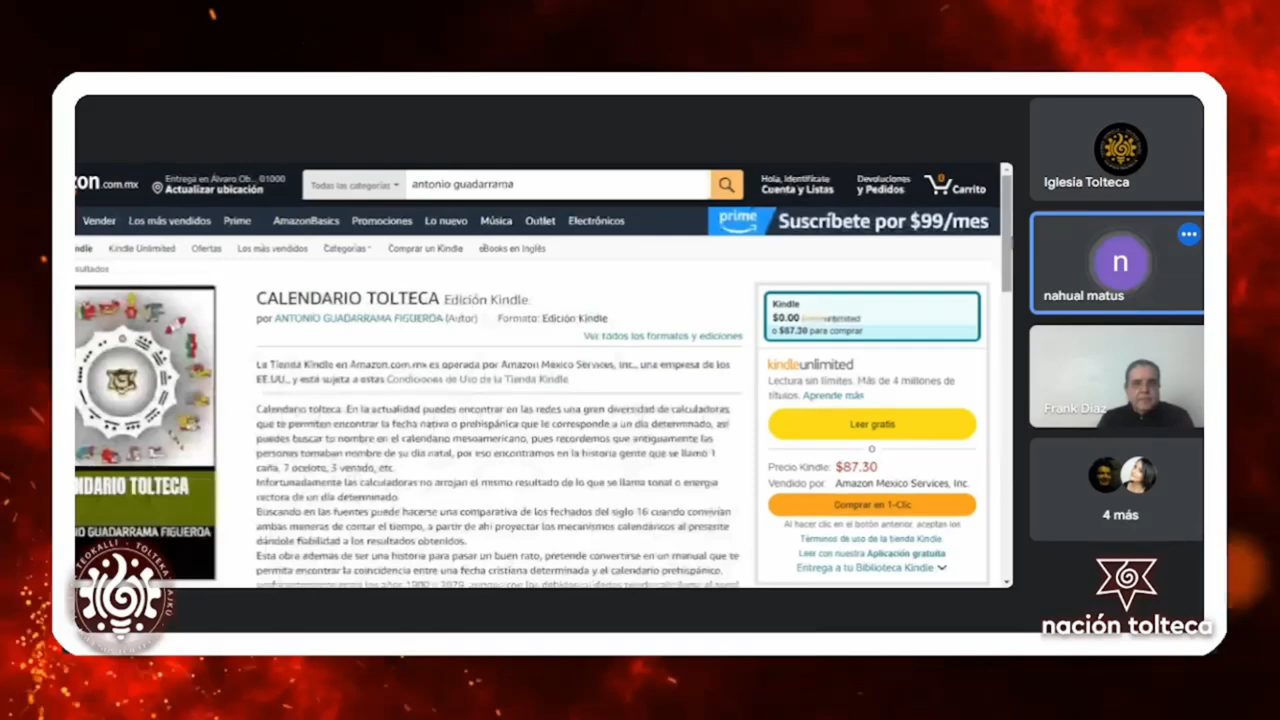 zon.com.mx
Entrega en Álvaro Ob... 01000
Actualizar ubicación
Todas las categorías
antonio guadarrama
Hola, Identifícate
Cuenta y Listas
Devoluciones
y Pedidos
0
Carrito
Vender
Los más vendidos
Prime
AmazonBasics
Promociones
Lo nuevo
Música
Outlet
Electrónicos
prime
Suscríbete por $99/mes
ndle
Kindle Unlimited
Ofertas
Los más vendidos
Categorías
Comprar un Kindle
eBooks en Inglés
sultados
CALENDARIO TOLTECA Edición Kindle
por ANTONIO GUADARRAMA FIGUEROA (Autor) Formato: Edición Kindle
Ver todos los formatos y ediciones
La Tienda Kindle en Amazon.com.mx es operada por Amazon Mexico Services, Inc., una empresa de los
EE.UU., y está sujeta a estas Condiciones de Uso de la Tienda Kindle.
Calendario tolteca. En la actualidad puedes encontrar en las redes una gran diversidad de calculadoras
que te permiten encontrar la fecha nativa o prehispánica que le corresponde a un día determinado, así
puedes buscar tu nombre en el calendario mesoamericano, pues recordemos que antiguamente las
personas tomaban nombre de su día natal, por eso encontramos en la historia gente que se llamó 1
caña, 7 ocelote, 3 venado, etc.
Infortunadamente las calculadoras no arrojan el mismo resultado de lo que se llama tonal o energía
rectora de un día determinado.
Buscando en las fuentes puede hacerse una comparativa de los fechados del siglo 16 cuando convivían
ambas maneras de contar el tiempo, a partir de ahí proyectar los mecanismos calendáricos al presente
dándole fiabilidad a los resultados obtenidos.
Esta obra ademas de ser una historia para pasar un buen rato, pretende convertirse en un manual que te
permita encontrar la coincidencia entre una fecha cristiana determinada y el calendario prehispánico,
NDARIO TOLTECA
IO GUADARRAMA FIGUEROA
Kindle
$0.00 kindleunlimited
o $87.30 para comprar
kindleunlimited
Lectura sin límites. Más de 4 millones de
títulos. Aprende más
Leer gratis
O
Precio Kindle: $87.30
Vendido por: Amazon Mexico Services, Inc.
Comprar en 1-Clic
Al hacer clic en el botón anterior, aceptan los
Términos de uso de la tienda Kindle
Leer con nuestra Aplicación gratuita
Entrega a tu Biblioteca Kindle
Iglesia Tolteca
n
nahual matus
Frank Diaz
4 más
TEOKALLI · TOLTEKA
nación tolteca